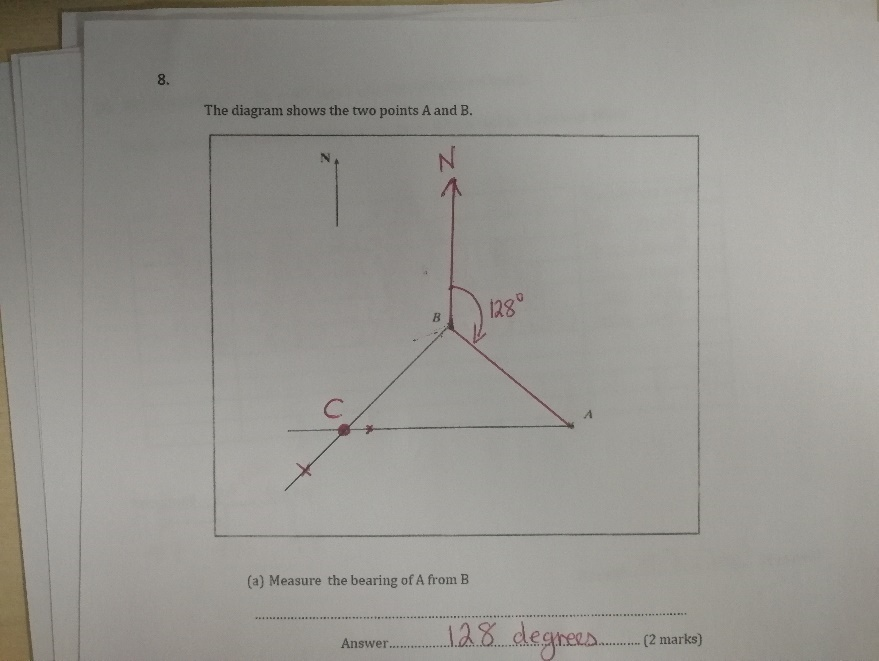 8.
The diagram shows the two points A and B.
N
N
B
128°
C
A
(a) Measure the bearing of A from B
Answer 128 degrees (2 marks)